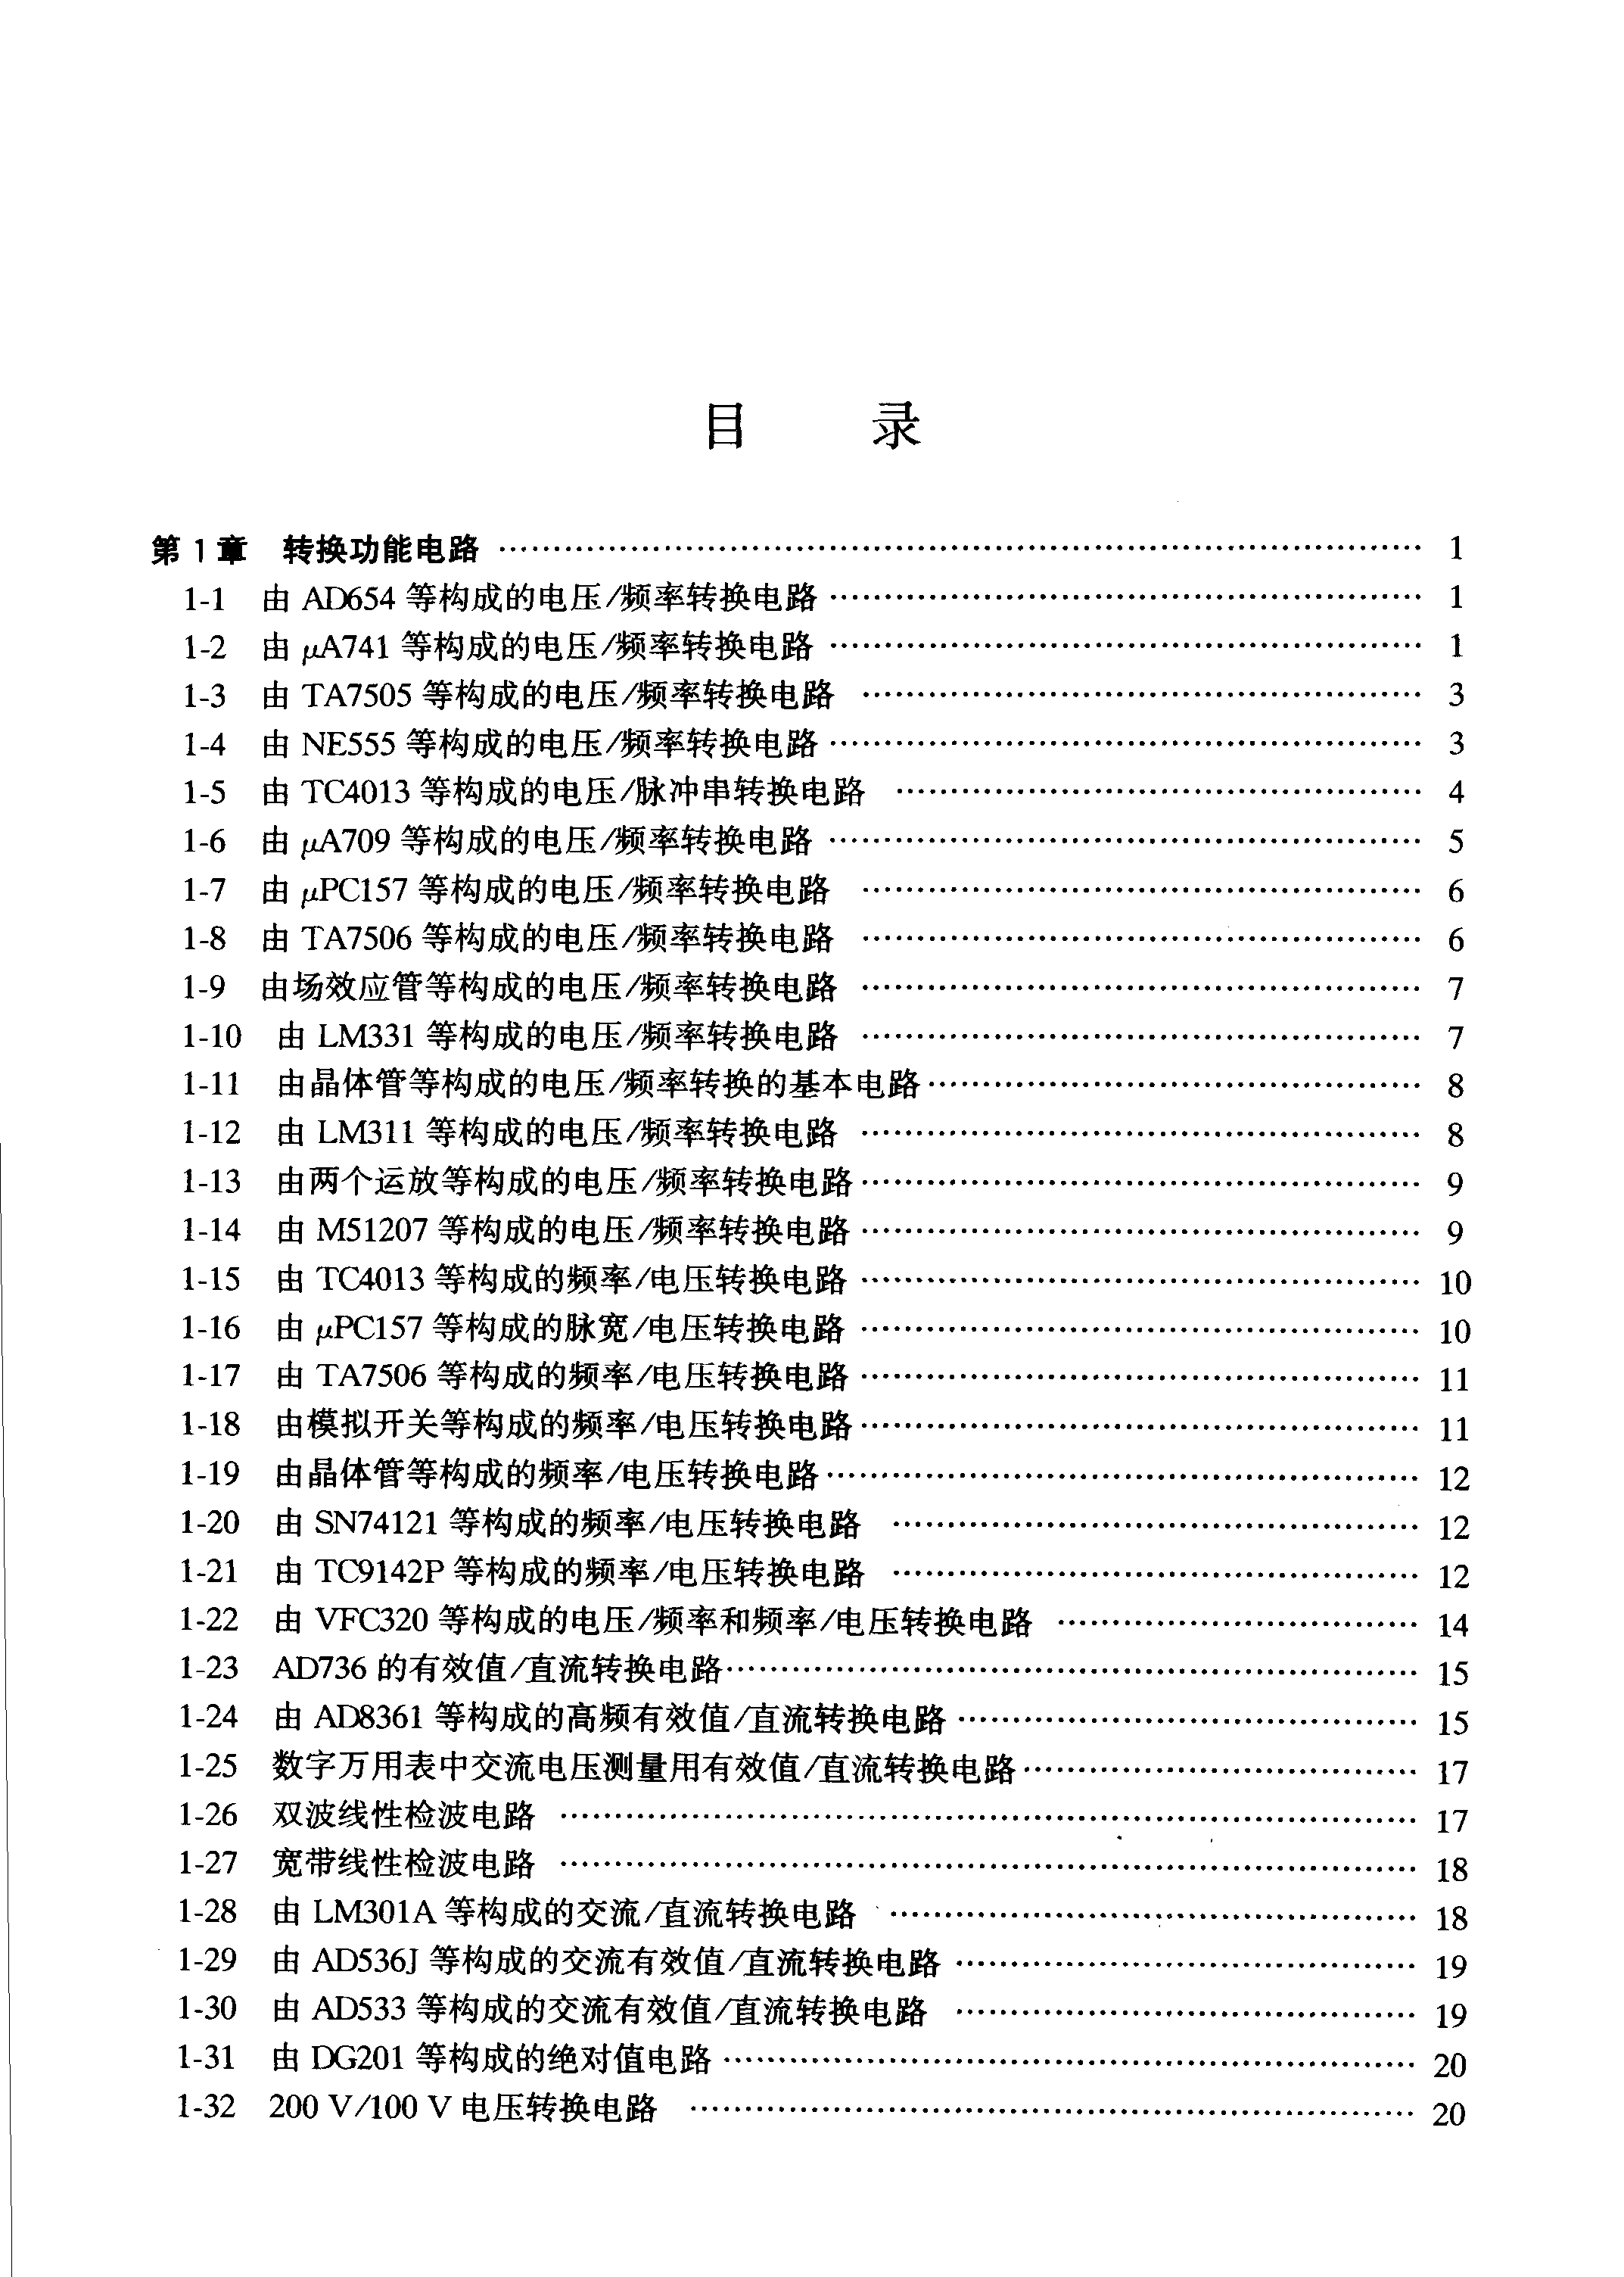 目 录
第 1 章 转换功能电路 ………… 1
1-1 由 AD654 等构成的电压/频率转换电路 ………… 1
1-2 由 μA741 等构成的电压/频率转换电路 ………… 1
1-3 由 TA7505 等构成的电压/频率转换电路 ………… 3
1-4 由 NE555 等构成的电压/频率转换电路 ………… 3
1-5 由 TC4013 等构成的电压/脉冲串转换电路 ………… 4
1-6 由 μA709 等构成的电压/频率转换电路 ………… 5
1-7 由 μPC157 等构成的电压/频率转换电路 ………… 6
1-8 由 TA7506 等构成的电压/频率转换电路 ………… 6
1-9 由场效应管等构成的电压/频率转换电路 ………… 7
1-10 由 LM331 等构成的电压/频率转换电路 ………… 7
1-11 由晶体管等构成的电压/频率转换的基本电路 ………… 8
1-12 由 LM311 等构成的电压/频率转换电路 ………… 8
1-13 由两个运放等构成的电压/频率转换电路 ………… 9
1-14 由 M51207 等构成的电压/频率转换电路 ………… 9
1-15 由 TC4013 等构成的频率/电压转换电路 ………… 10
1-16 由 μPC157 等构成的脉宽/电压转换电路 ………… 10
1-17 由 TA7506 等构成的频率/电压转换电路 ………… 11
1-18 由模拟开关等构成的频率/电压转换电路 ………… 11
1-19 由晶体管等构成的频率/电压转换电路 ………… 12
1-20 由 SN74121 等构成的频率/电压转换电路 ………… 12
1-21 由 TC9142P 等构成的频率/电压转换电路 ………… 12
1-22 由 VFC320 等构成的电压/频率和频率/电压转换电路 ………… 14
1-23 AD736 的有效值/直流转换电路 ………… 15
1-24 由 AD8361 等构成的高频有效值/直流转换电路 ………… 15
1-25 数字万用表中交流电压测量用有效值/直流转换电路 ………… 17
1-26 双波线性检波电路 ………… 17
1-27 宽带线性检波电路 ………… 18
1-28 由 LM301A 等构成的交流/直流转换电路 ………… 18
1-29 由 AD536J 等构成的交流有效值/直流转换电路 ………… 19
1-30 由 AD533 等构成的交流有效值/直流转换电路 ………… 19
1-31 由 DG201 等构成的绝对值电路 ………… 20
1-32 200 V/100 V 电压转换电路 ………… 20